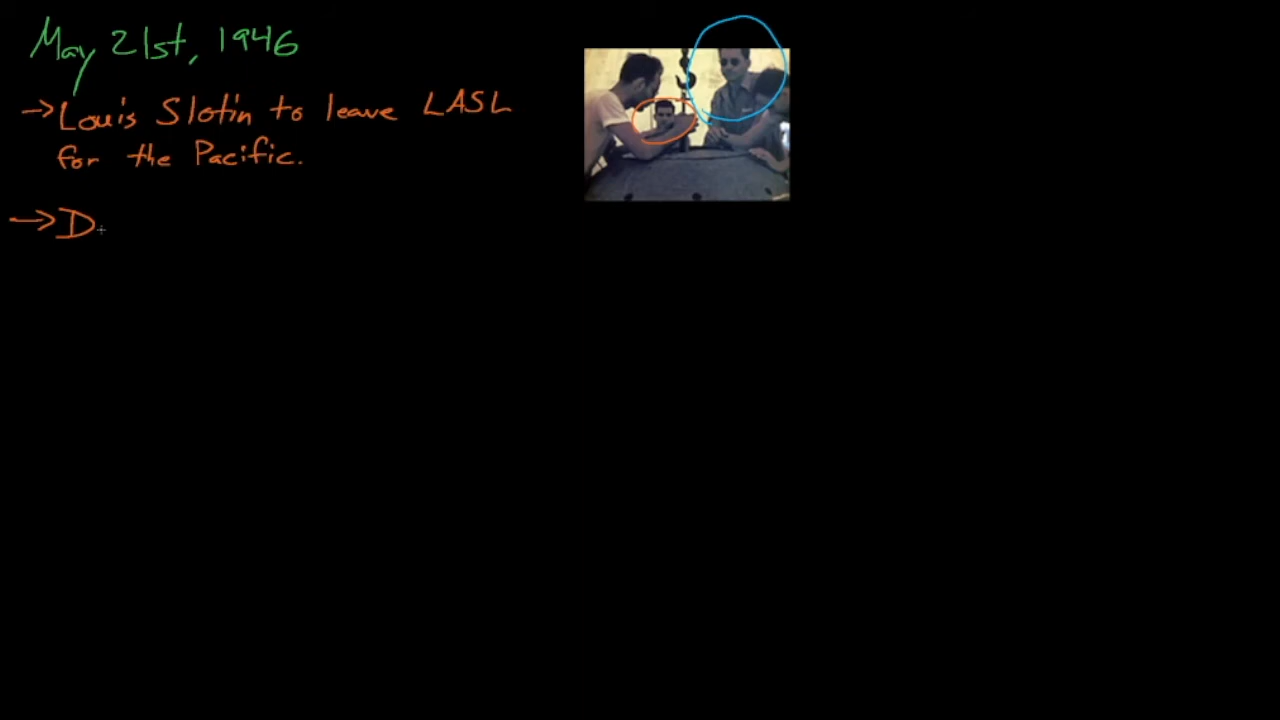 May 21st, 1946
→ Louis Slotin to leave LASL
for the Pacific.
→ D